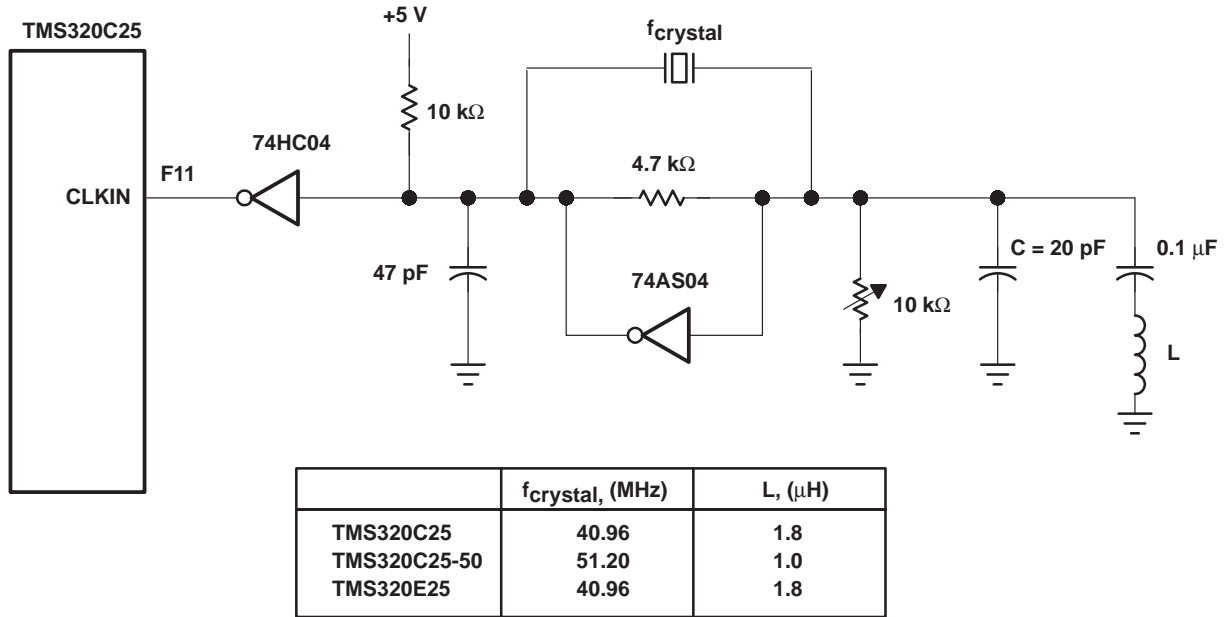 TMS320C25
+5 V
fcrystal
10 kΩ
74HC04
4.7 kΩ
F11
CLKIN
47 pF
74AS04
10 kΩ
C = 20 pF
0.1 μF
L
fcrystal, (MHz) L, (μH)
TMS320C25 40.96 1.8
TMS320C25-50 51.20 1.0
TMS320E25 40.96 1.8